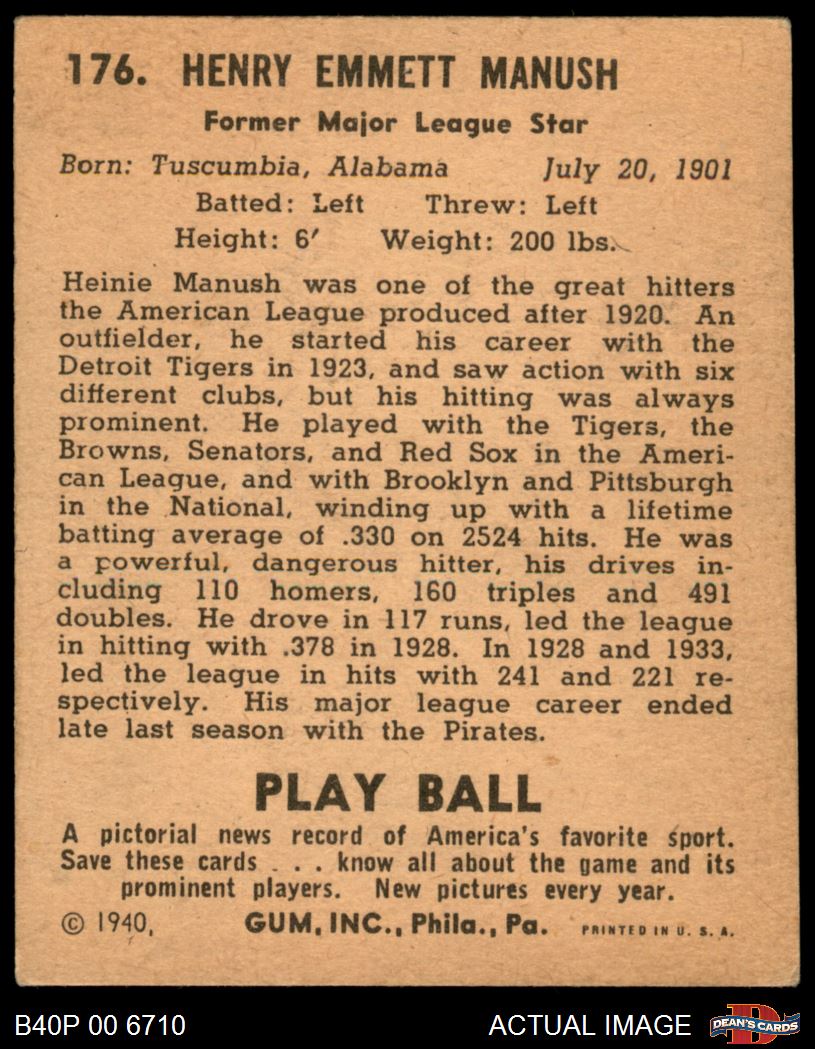 176. HENRY EMMETT MANUSH
Former Major League Star
Born: Tuscumbia, Alabama July 20, 1901
Batted: Left Threw: Left
Height: 6' Weight: 200 lbs.
Heinie Manush was one of the great hitters
the American League produced after 1920. An
outfielder, he started his career with the
Detroit Tigers in 1923, and saw action with six
different clubs, but his hitting was always
prominent. He played with the Tigers, the
Browns, Senators, and Red Sox in the Ameri-
can League, and with Brooklyn and Pittsburgh
in the National, winding up with a lifetime
batting average of .330 on 2524 hits. He was
a powerful, dangerous hitter, his drives in-
cluding 110 homers, 160 triples and 491
doubles. He drove in 117 runs, led the league
in hitting with .378 in 1928. In 1928 and 1933,
led the league in hits with 241 and 221 re-
spectively. His major league career ended
late last season with the Pirates.
PLAY BALL
A pictorial news record of America's favorite sport.
Save these cards . . . know all about the game and its
prominent players. New pictures every year.
© 1940, GUM, INC., Phila., Pa. PRINTED IN U. S. A.
B40P 00 6710 ACTUAL IMAGE DEAN'S CARDS